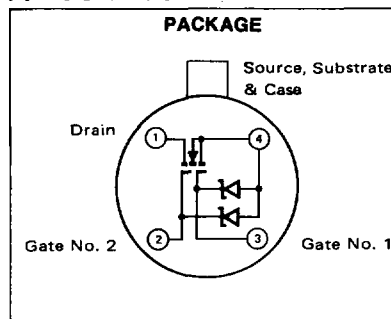 PACKAGE
Source, Substrate
& Case
Drain
1
4
2
3
Gate No. 2
Gate No. 1